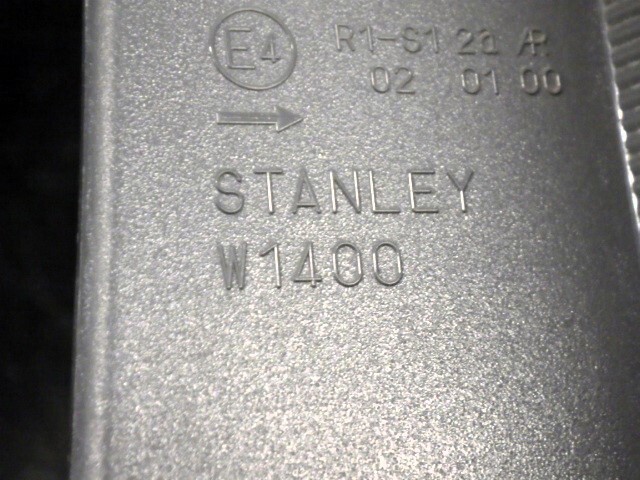 E4 R1-S1 2a AR
02 01 00
STANLEY
W1400